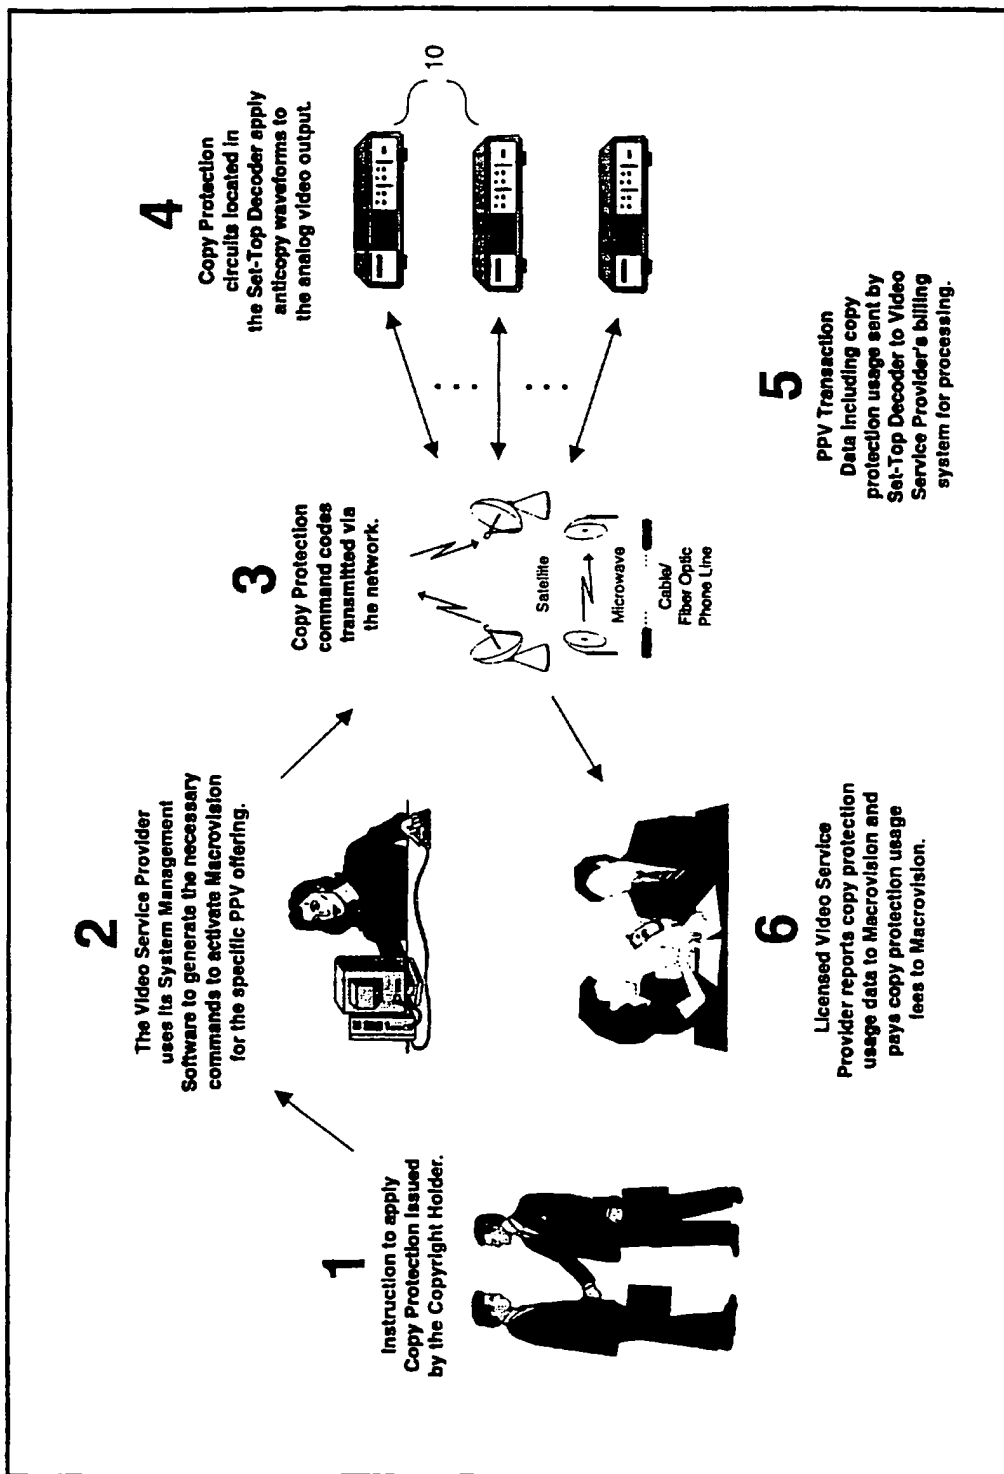 1
Instruction to apply
Copy Protection Issued
by the Copyright Holder.
2
The Video Service Provider
uses Its System Management
Software to generate the necessary
commands to activate Macrovision
for the specific PPV offering.
3
Copy Protection
command codes
transmitted via
the network.
Satellite
Microwave
Cable/
Fiber Optic
Phone Line
4
Copy Protection
circuits located in
the Set-Top Decoder apply
anticopy waveforms to
the analog video output.
10
5
PPV Transaction
Data Including copy
protection usage sent by
Set-Top Decoder to Video
Service Provider's billing
system for processing.
6
Licensed Video Service
Provider reports copy protection
usage data to Macrovision and
pays copy protection usage
fees to Macrovision.